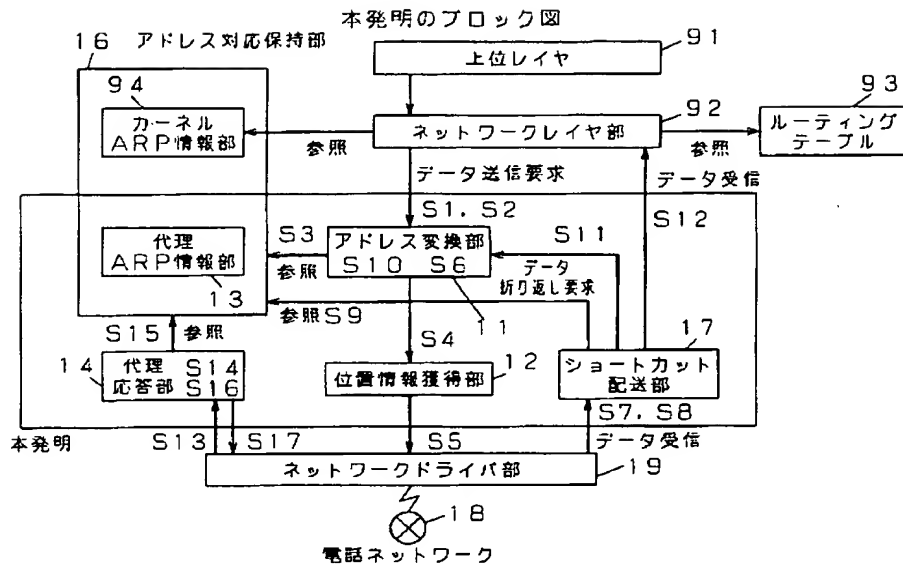 本発明のブロック図
16 アドレス対応保持部
91
上位レイヤ
94
カーネル
ARP情報部
参照
92
ネットワークレイヤ部
参照
93
ルーティング
テーブル
データ送信要求
データ受信
S1, S2
S12
代理
ARP情報部
13
S3
参照
アドレス変換部
S10 S6
11
S11
データ
折り返し要求
参照S9
S15 参照
S4
17
14
代理 S14
応答部 S16
位置情報獲得部
12
ショートカット
配送部
S7, S8
本発明
S13
S17
S5
データ受信
ネットワークドライバ部
19
18
電話ネットワーク